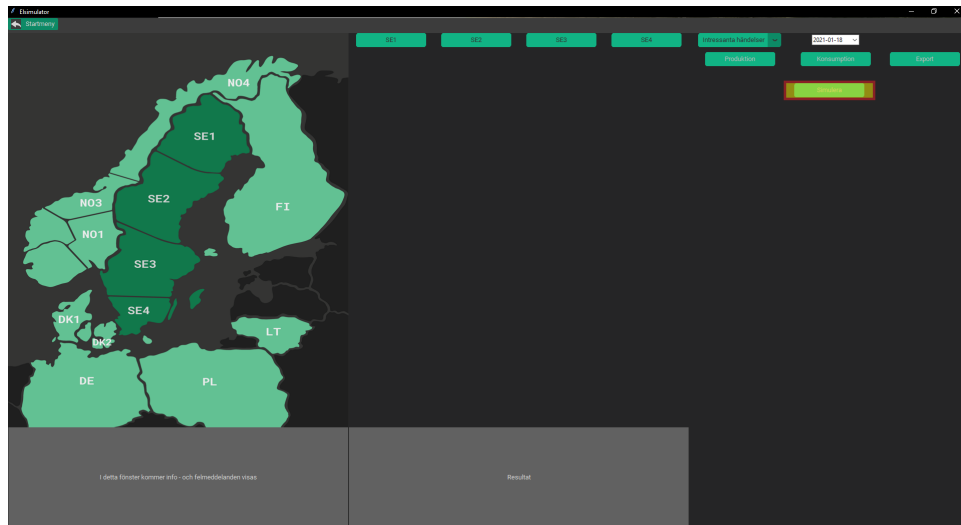 Elsimulator
Startmeny
SE1 SE2 SE3 SE4 Intressanta händelser 2021-01-18
Produktion Konsumption Export
Simulera
NO4
SE1
SE2
NO3
FI
NO1
SE3
SE4
DK1
LT
DK2
DE
PL
I detta fönster kommer info - och felmeddelanden visas
Resultat